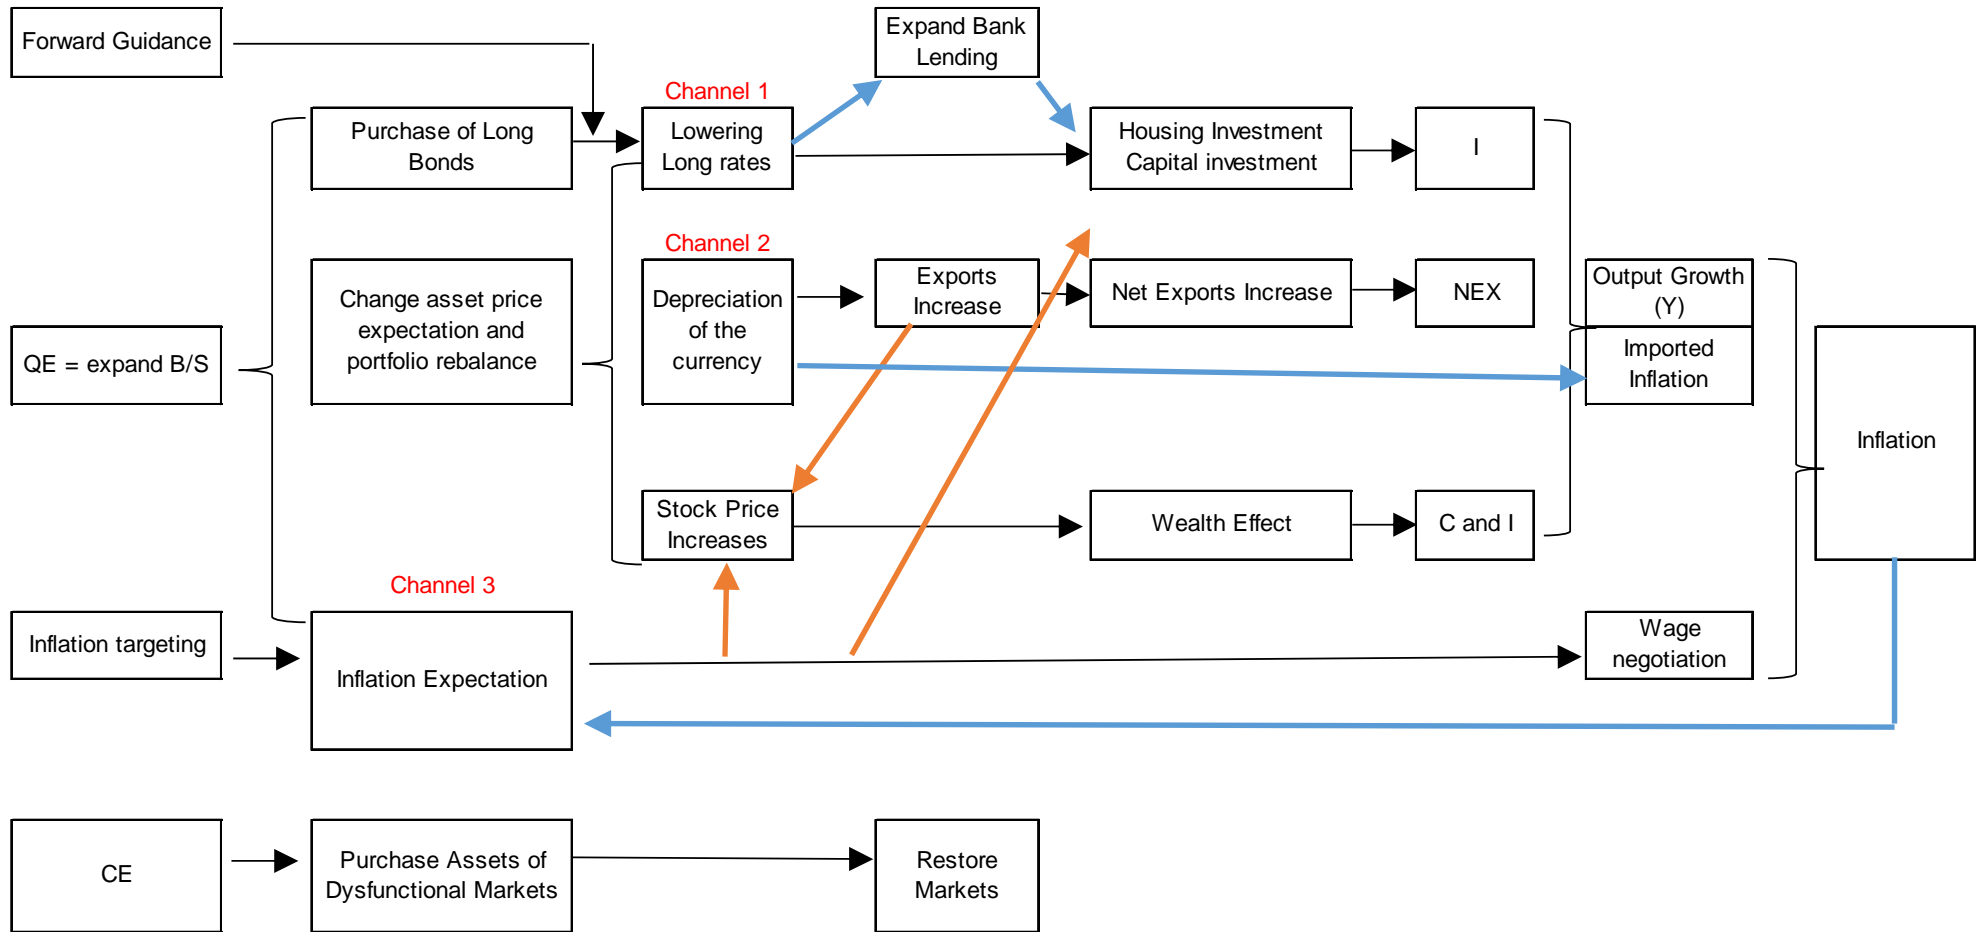 Forward Guidance
Expand Bank
Lending
Channel 1
Purchase of Long
Bonds
Lowering
Long rates
Housing Investment
Capital investment
I
Channel 2
Change asset price
expectation and
portfolio rebalance
Depreciation
of the
currency
Exports
Increase
Net Exports Increase
NEX
Output Growth
(Y)
Imported
Inflation
QE = expand B/S
Inflation
Stock Price
Increases
Wealth Effect
C and I
Channel 3
Inflation targeting
Inflation Expectation
Wage
negotiation
CE
Purchase Assets of
Dysfunctional Markets
Restore
Markets